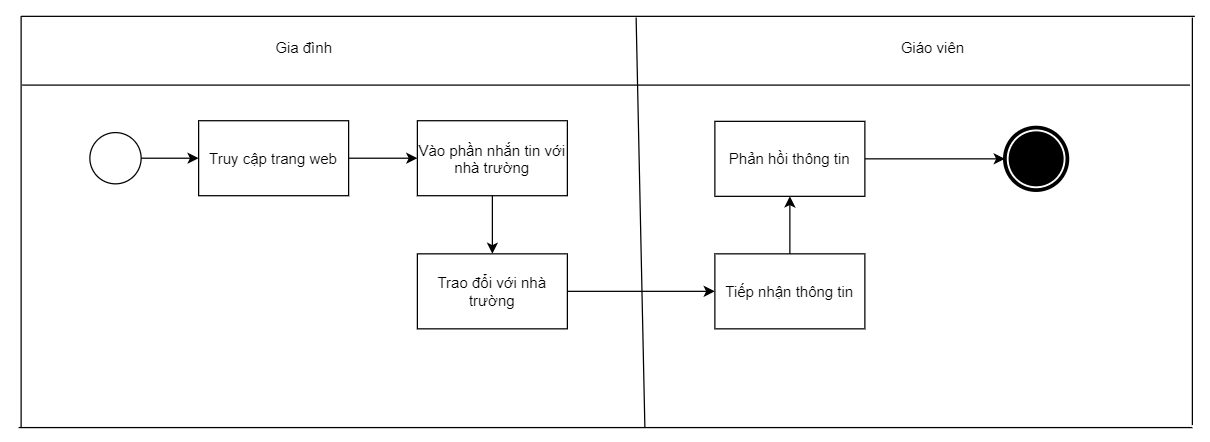 Gia đình
Giáo viên
Truy cập trang web
Vào phần nhắn tin với
nhà trường
Phản hồi thông tin
Trao đổi với nhà
trường
Tiếp nhận thông tin